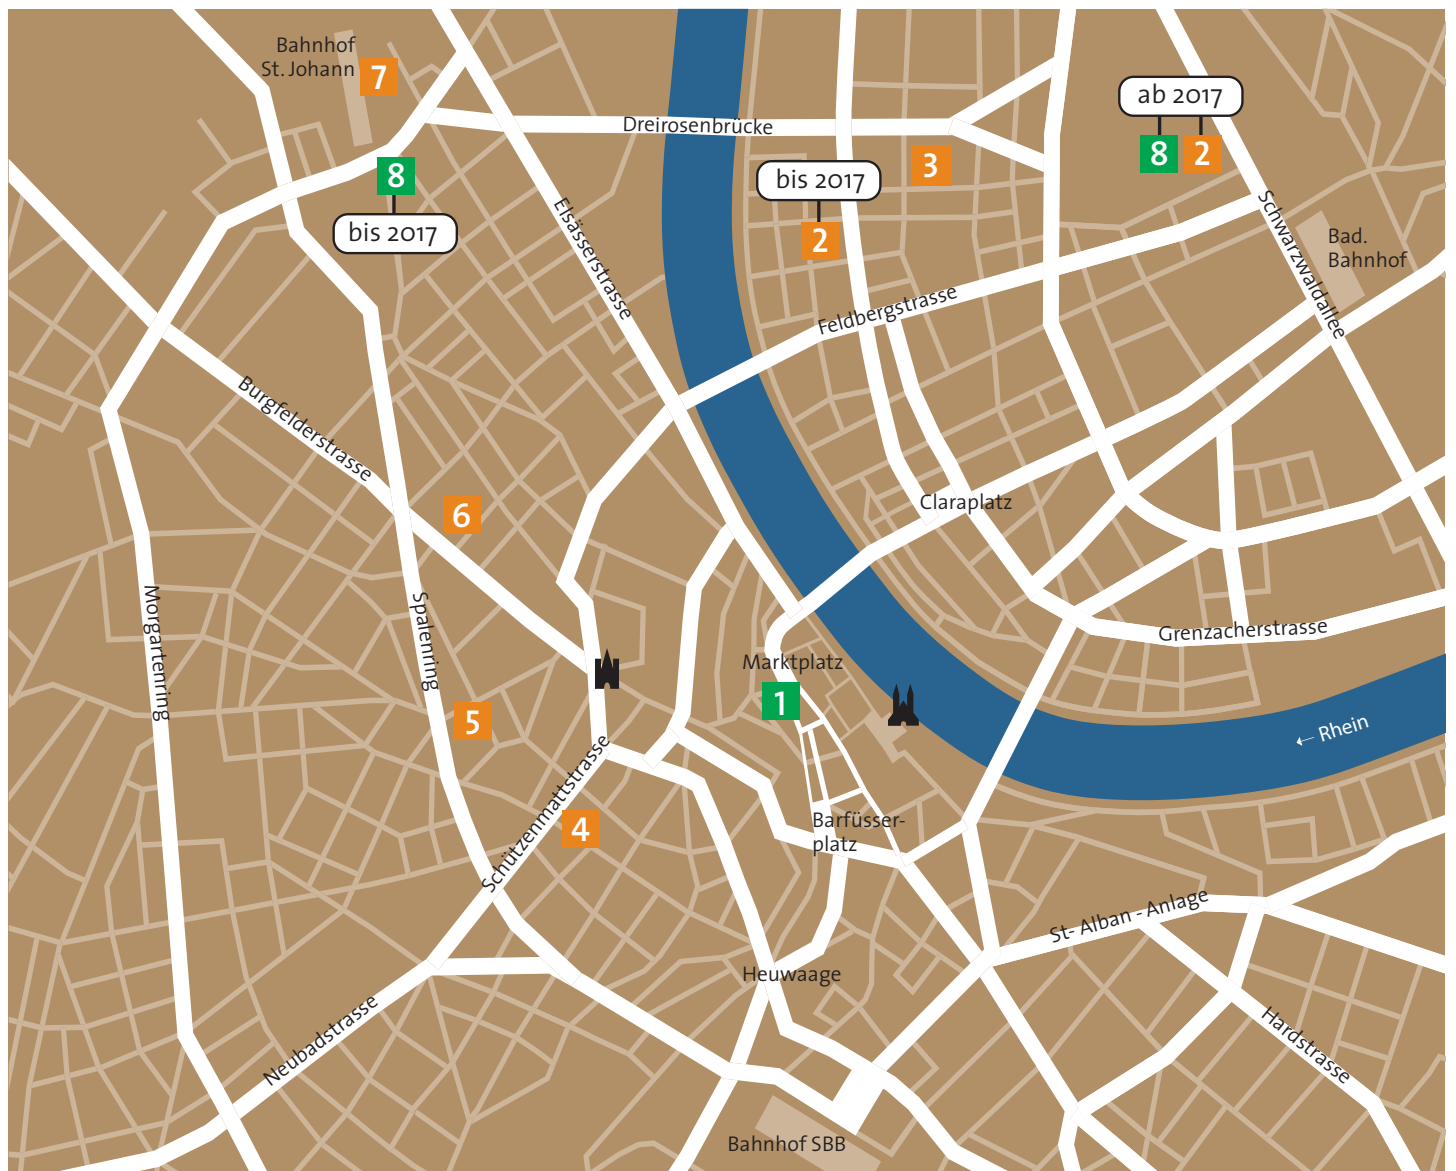 Bahnhof
St. Johann
7
8
bis 2017
Dreirosenbrücke
bis 2017
2
3
ab 2017
8 2
Elsässerstrasse
Feldbergstrasse
Schwarzwaldallee
Bad.
Bahnhof
Burgfelderstrasse
6
Claraplatz
Morgartenring
Spalenring
Grenzacherstrasse
Marktplatz
1
5
← Rhein
Schützenmattstrasse
4
Barfüsser-
platz
St- Alban - Anlage
Heuwaage
Neubadstrasse
Hardstrasse
Bahnhof SBB